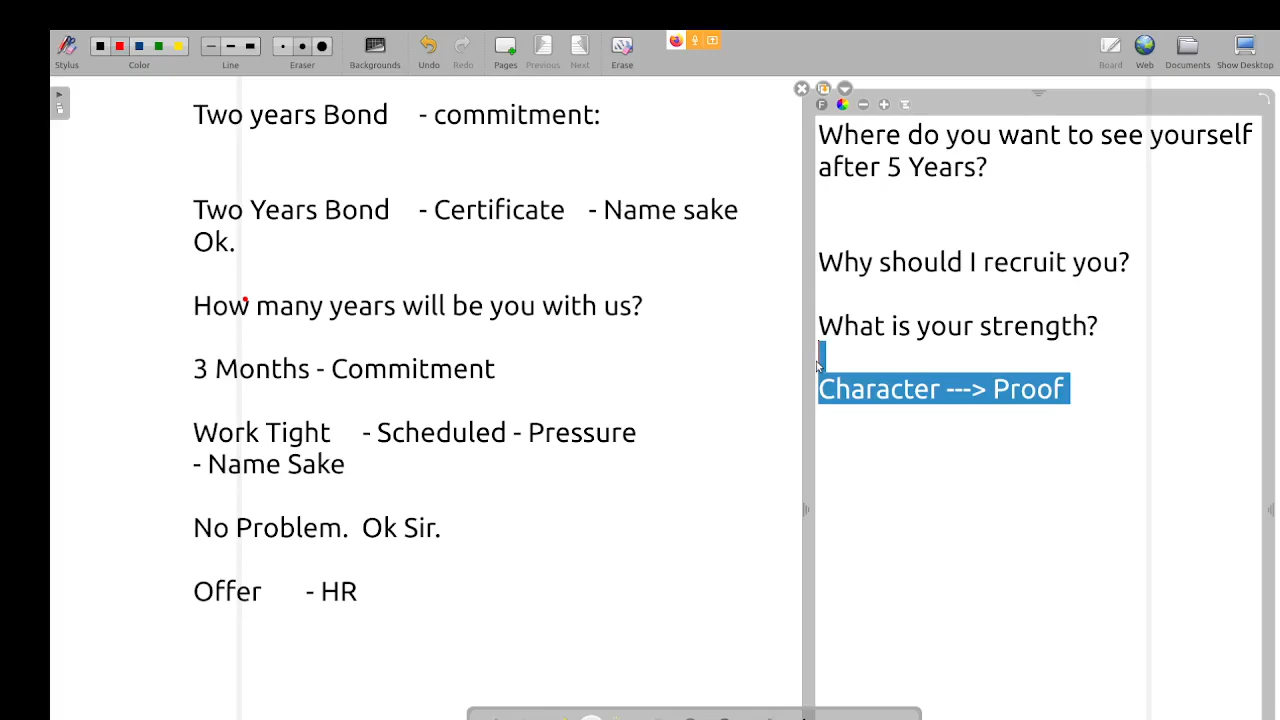 Stylus
Color
Line
Eraser
Backgrounds
Undo
Redo
Pages
Previous
Next
Erase
Board
Web
Documents
Show Desktop
Two years Bond - commitment:
Two Years Bond - Certificate - Name sake
Ok.
How many years will be you with us?
3 Months - Commitment
Work Tight - Scheduled - Pressure
- Name Sake
No Problem. Ok Sir.
Offer - HR
F
Where do you want to see yourself
after 5 Years?
Why should I recruit you?
What is your strength?
Character ---> Proof